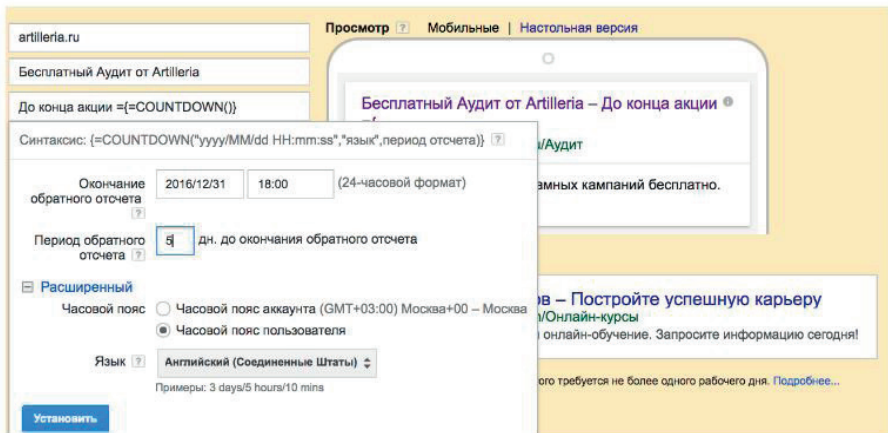 artilleria.ru
Бесплатный Аудит от Artilleria
До конца акции ={=COUNTDOWN()}
Просмотр ? Мобильные | Настольная версия
Бесплатный Аудит от Artilleria – До конца акции
/Аудит
амных кампаний бесплатно.
Синтаксис: {=COUNTDOWN("yyyy/MM/dd HH:mm:ss","язык",период отсчета)} ?
Окончание обратного отсчета ? 2016/12/31 18:00 (24-часовой формат)
Период обратного отсчета ? 5 дн. до окончания обратного отсчета
Расширенный
Часовой пояс Часовой пояс аккаунта (GMT+03:00) Москва+00 – Москва
Часовой пояс пользователя
Язык ? Английский (Соединенные Штаты)
Примеры: 3 days/5 hours/10 mins
Установить
ов – Постройте успешную карьеру
/Онлайн-курсы
онлайн-обучение. Запросите информацию сегодня!
ого требуется не более одного рабочего дня. Подробнее...